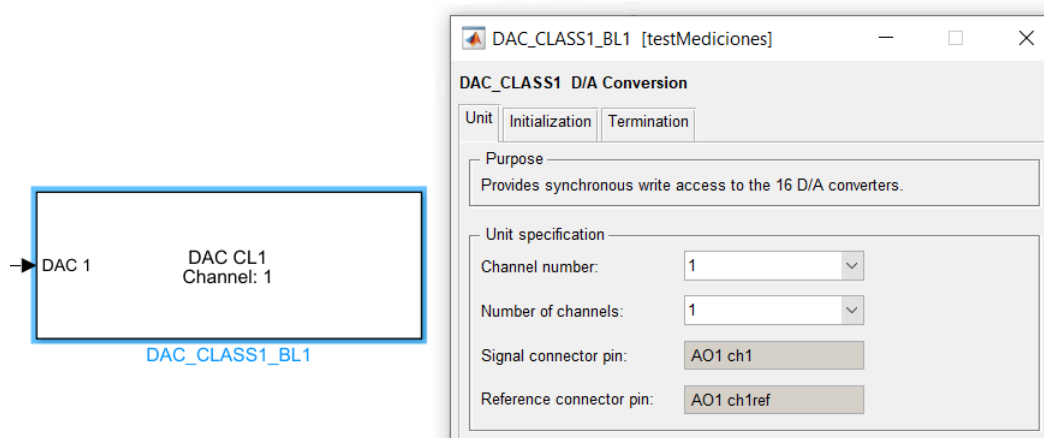 DAC 1
DAC CL1
Channel: 1
DAC_CLASS1_BL1
DAC_CLASS1_BL1 [testMediciones]
DAC_CLASS1 D/A Conversion
Unit
Initialization
Termination
Purpose
Provides synchronous write access to the 16 D/A converters.
Unit specification
Channel number:
1
Number of channels:
1
Signal connector pin:
AO1 ch1
Reference connector pin:
AO1 ch1ref